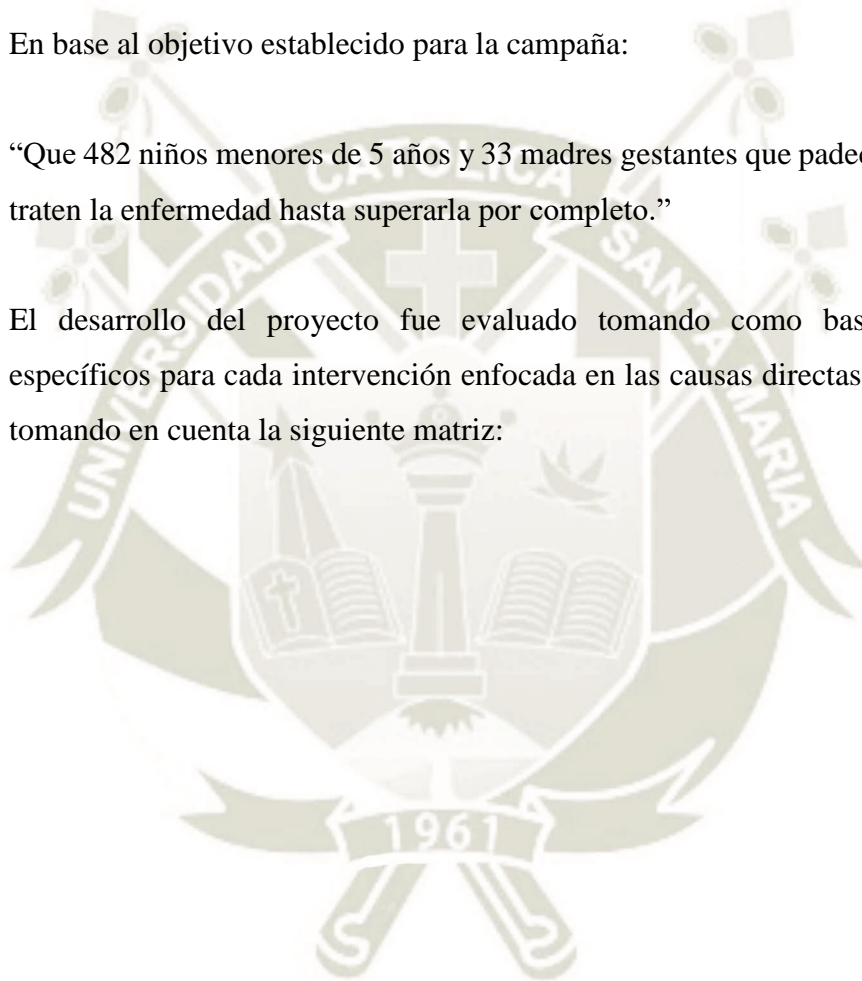 En base al objetivo establecido para la campaña:
“Que 482 niños menores de 5 años y 33 madres gestantes que
traten la enfermedad hasta superarla por completo.”
El desarrollo del proyecto fue evaluado tomando como
específicos para cada intervención enfocada en las causas directas
tomando en cuenta la siguiente matriz:
UNIVERSIDAD CATOLICA SANTA MARIA
1961